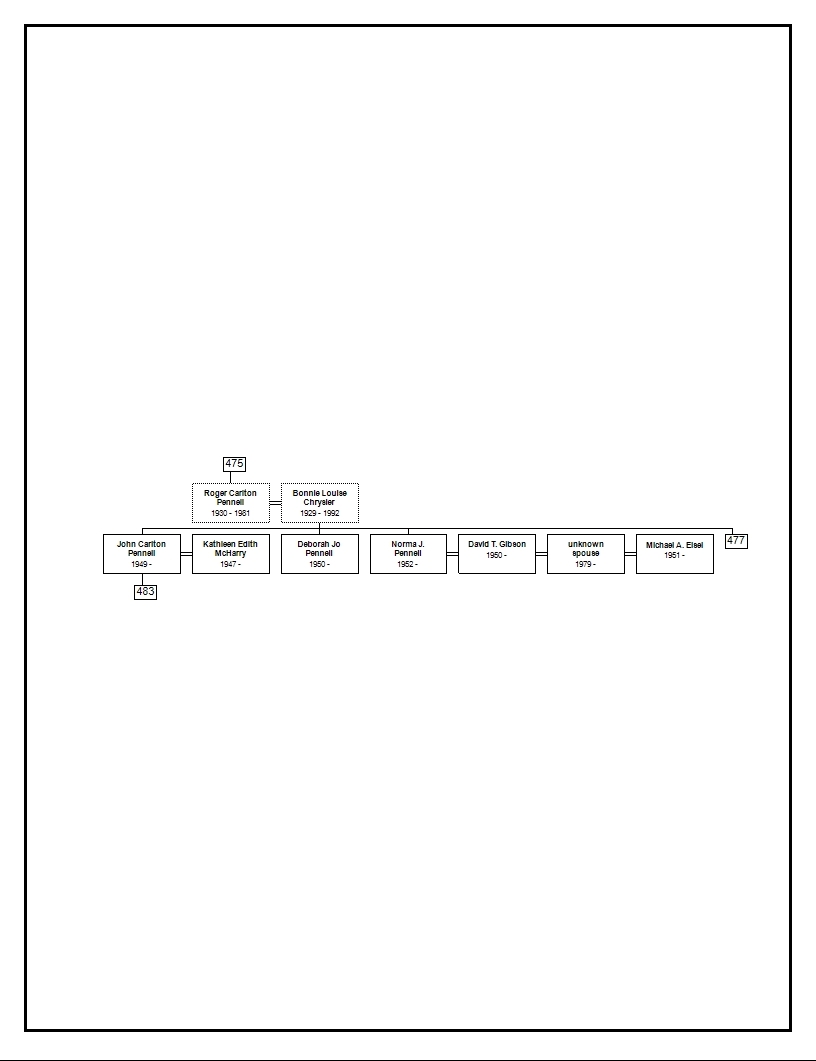 475
Roger Carlton
Pennell
1930 - 1981
Bonnie Louise
Chrysler
1929 - 1992
John Carlton
Pennell
1949 -
Kathleen Edith
McHarry
1947 -
Deborah Jo
Pennell
1950 -
Norma J.
Pennell
1952 -
David T. Gibson
1950 -
unknown
spouse
1979 -
Michael A. Eisel
1951 -
477
483